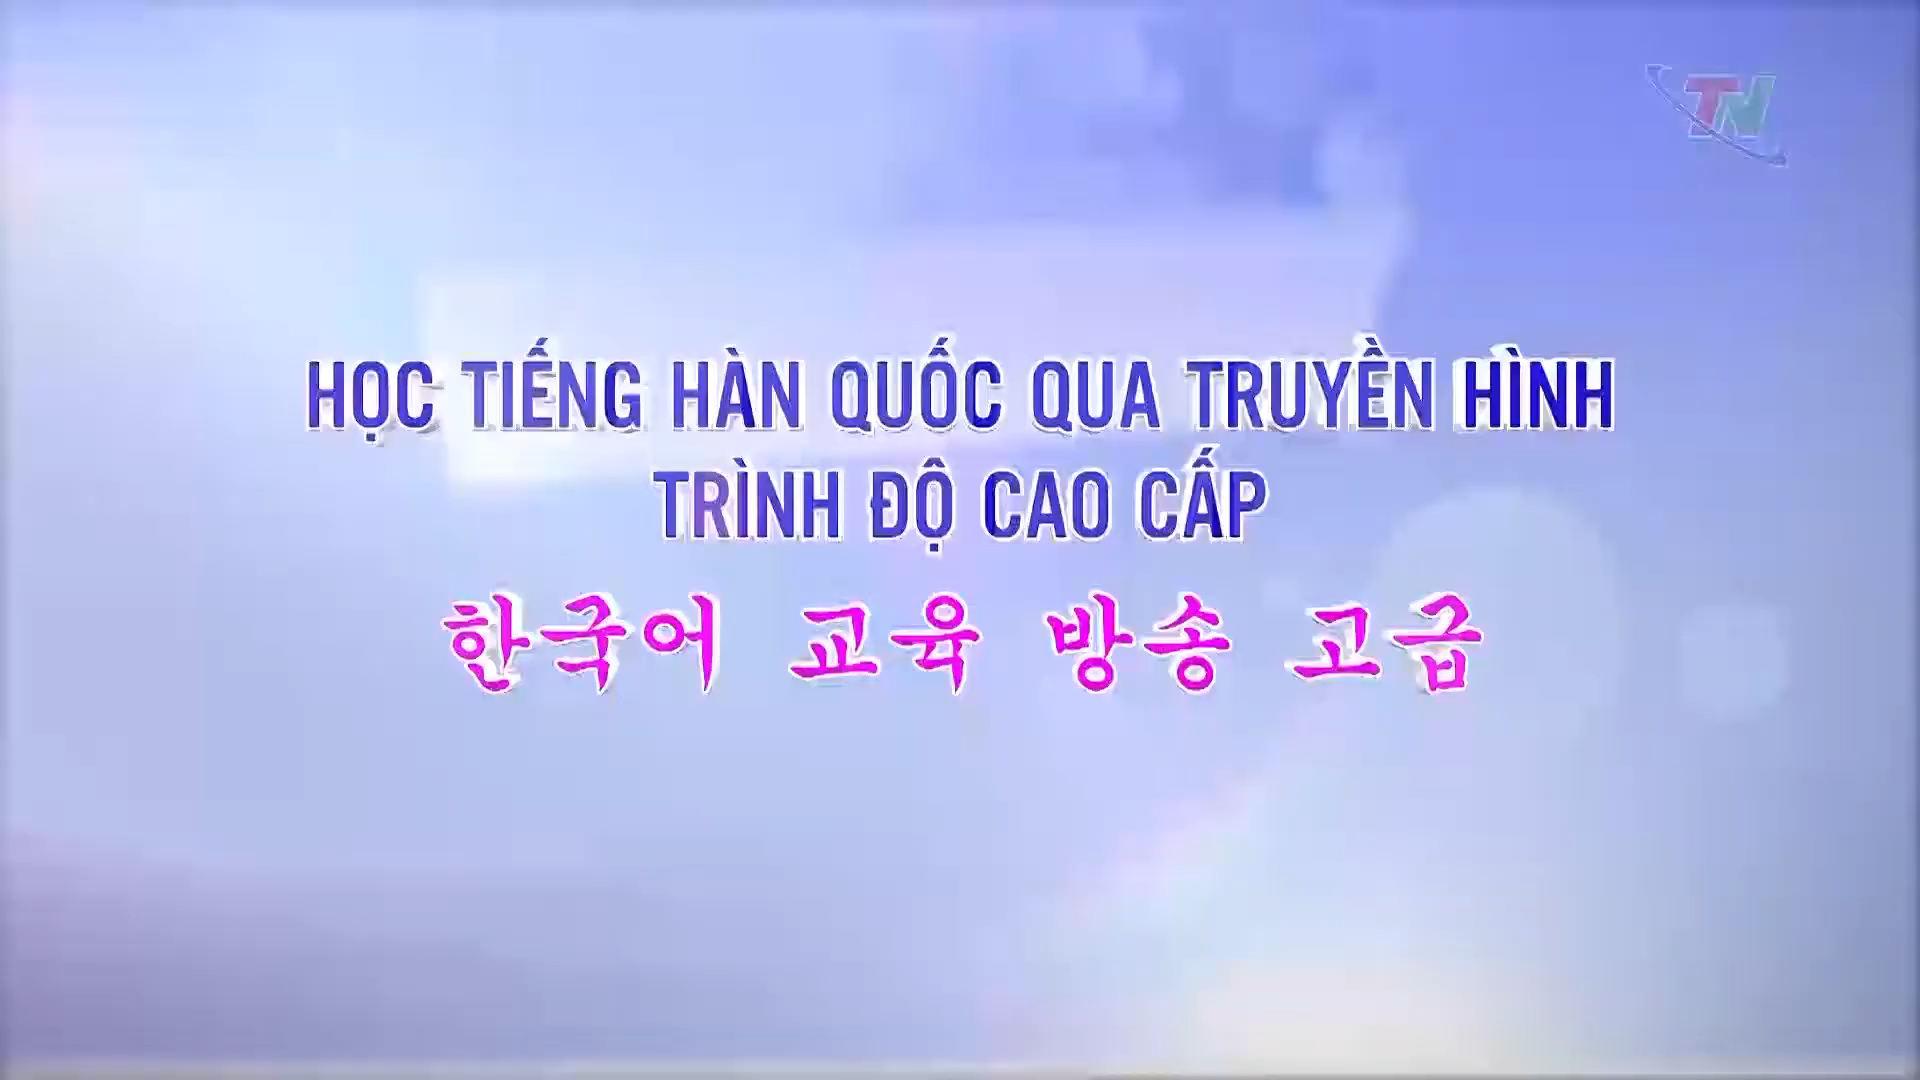 TN
HỌC TIẾNG HÀN QUỐC QUA TRUYỀN HÌNH
TRÌNH ĐỘ CAO CẤP
한국어 교육 방송 고급